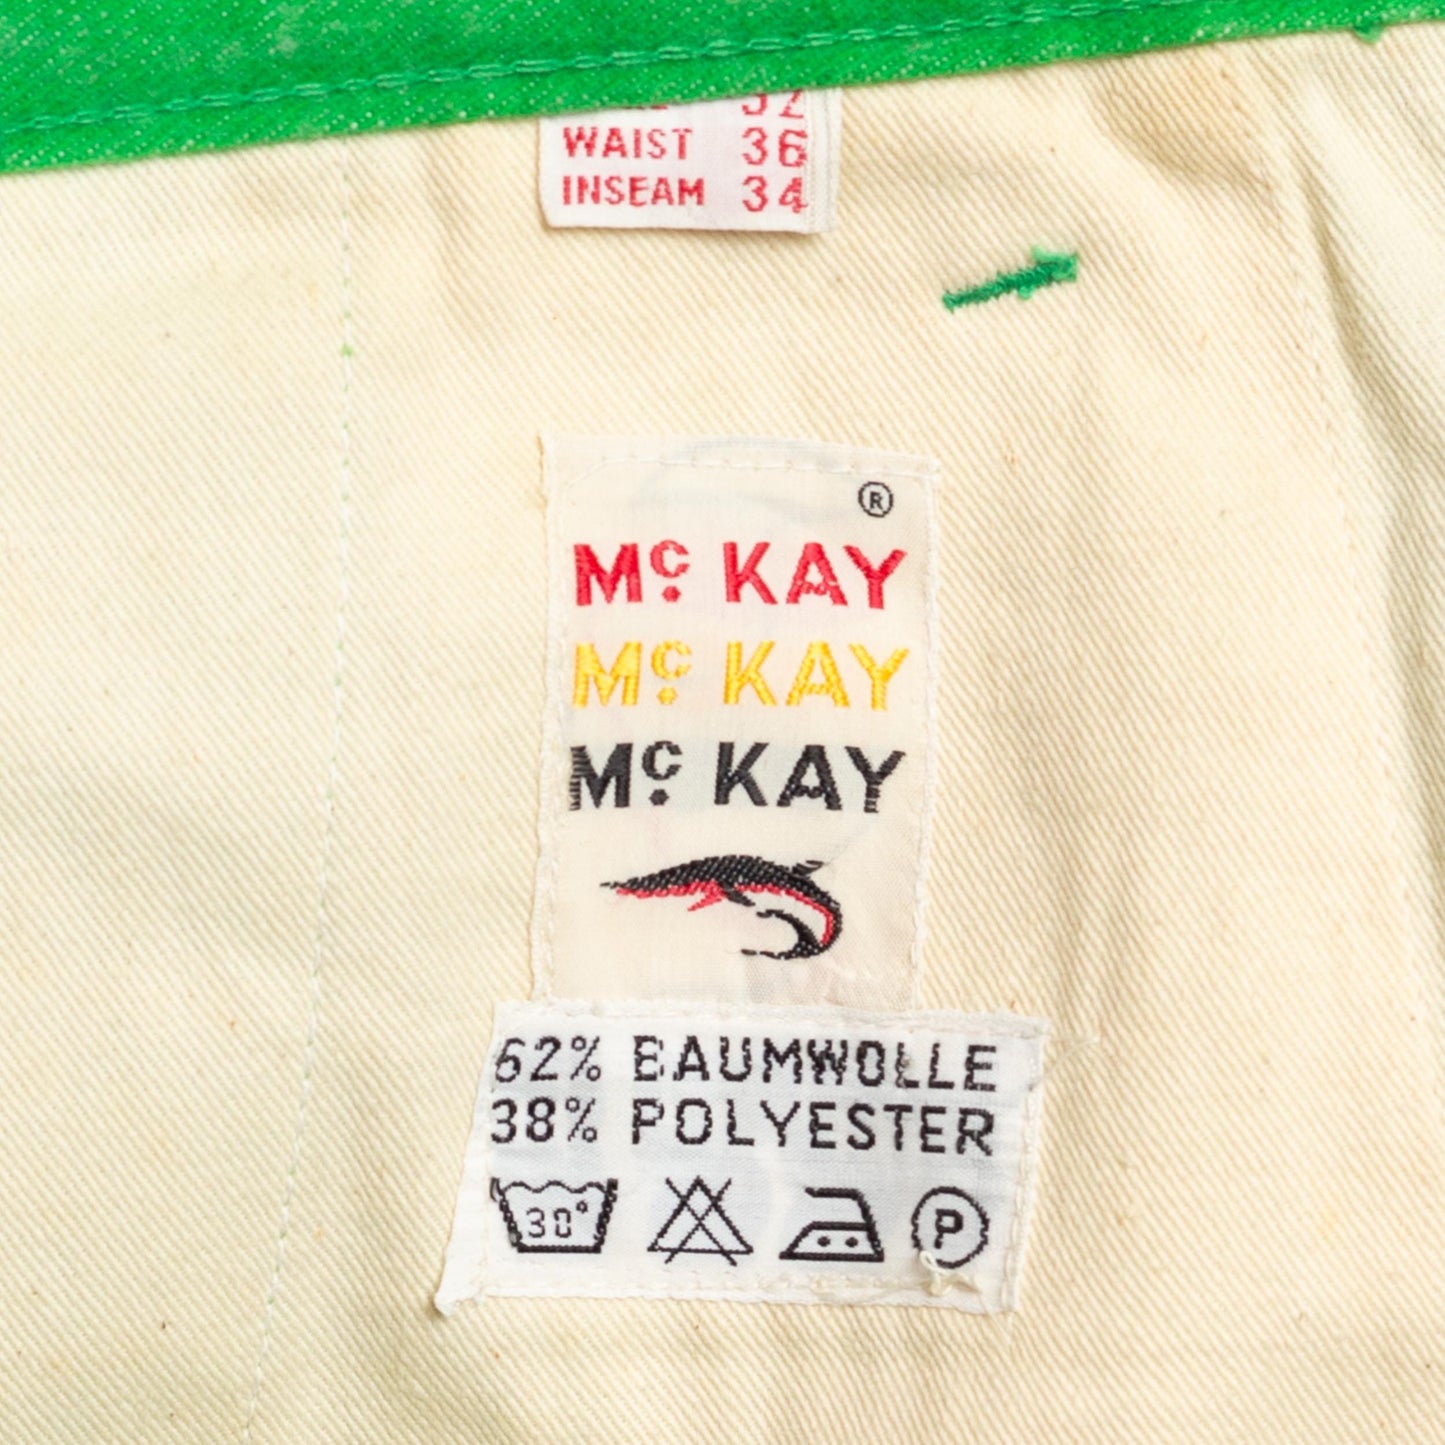 WAIST 36
INSEAM 34
®
Mc KAY
Mc KAY
Mc KAY
62% BAUMWOLLE
38% POLYESTER
30°
P